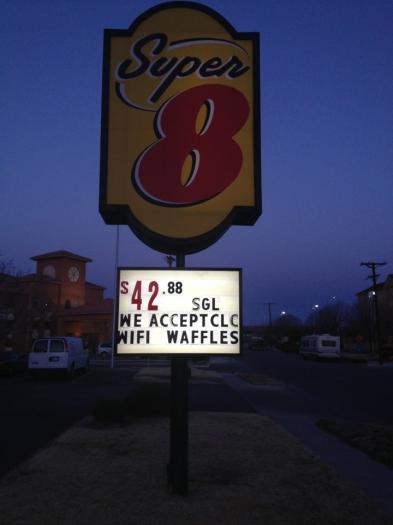 Super
8
$42.88
SGL
WE ACCEPTCLC
WIFI WAFFLES